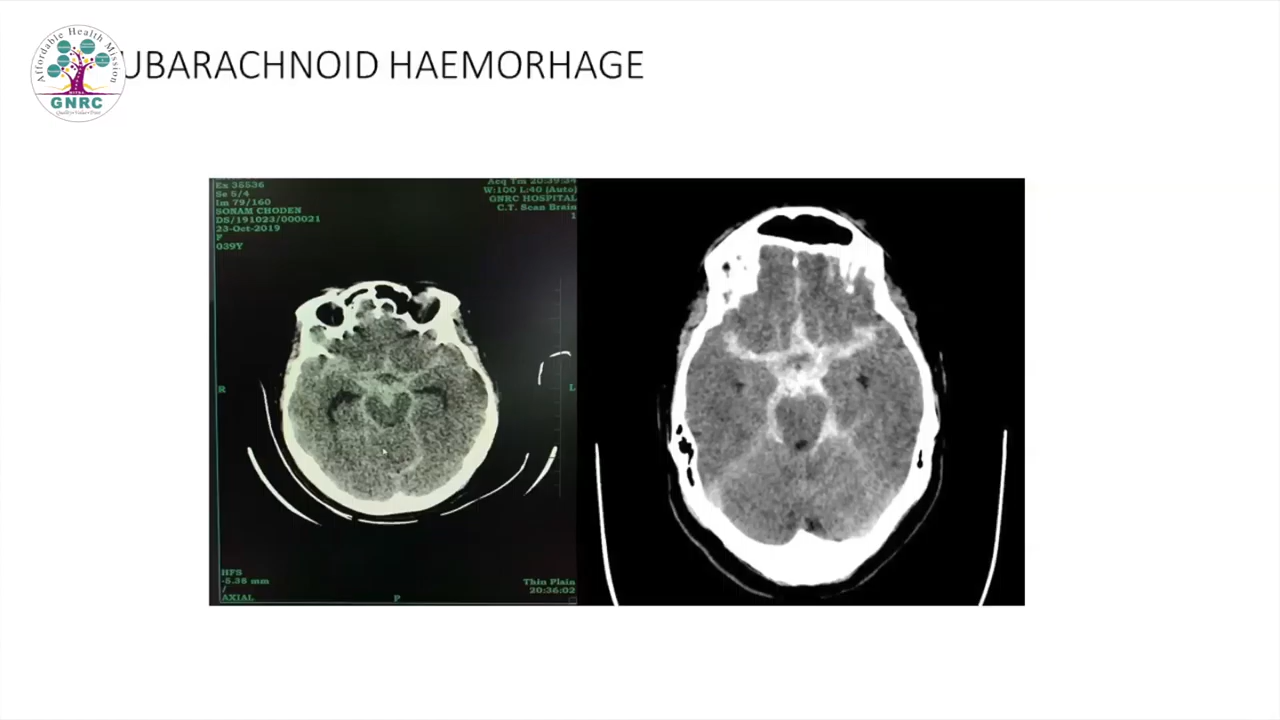 UBARACHNOID HAEMORHAGE
Affordable Health Mission
GNRC
Ex 35536
Se 5/4
Im 79/160
SONAM CHODEN
DS/191023/000021
23-Oct-2019
F
039Y
Acq Tm 20:39:34
W:100 L:40 (Auto)
GNRC HOSPITAL
C.T. Scan Brain
1
R
L
HFS
-5.38 mm
/
AXIAL
P
Thin Plain
20:36:02